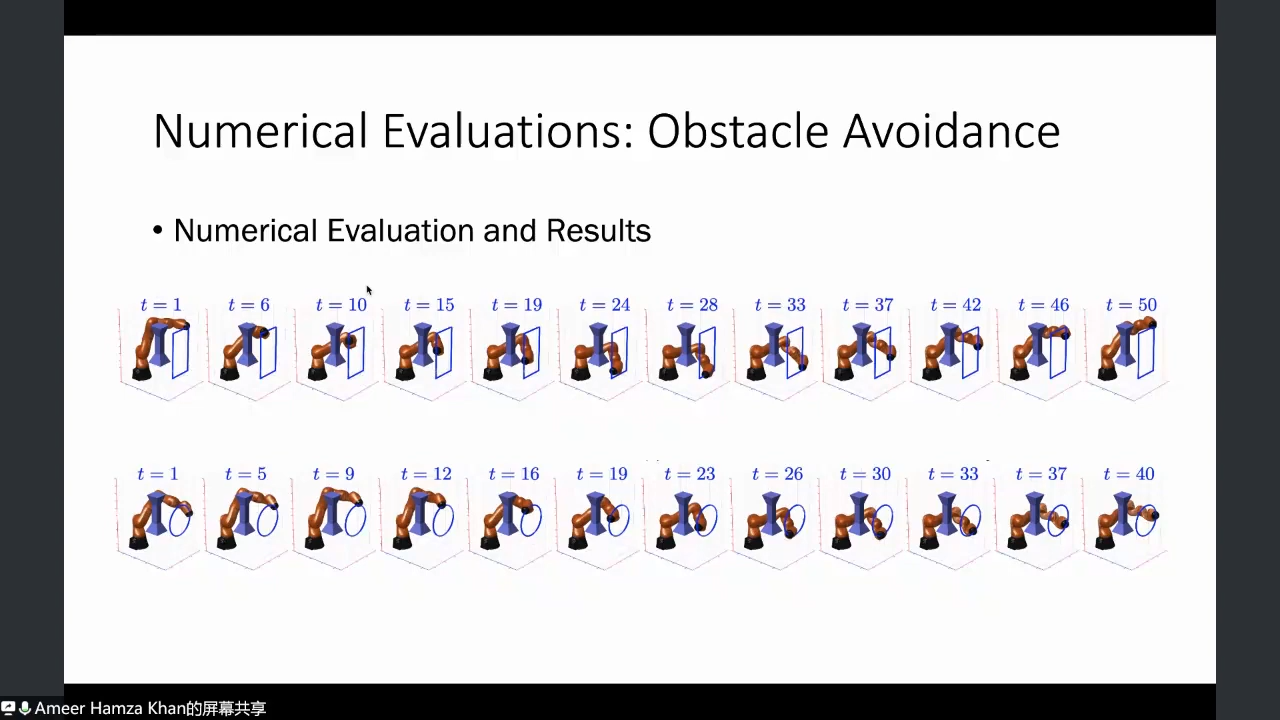 Numerical Evaluations: Obstacle Avoidance
• Numerical Evaluation and Results
t = 1 t = 6 t = 10 t = 15 t = 19 t = 24 t = 28 t = 33 t = 37 t = 42 t = 46 t = 50
t = 1 t = 5 t = 9 t = 12 t = 16 t = 19 t = 23 t = 26 t = 30 t = 33 t = 37 t = 40
Ameer Hamza Khan的屏幕共享